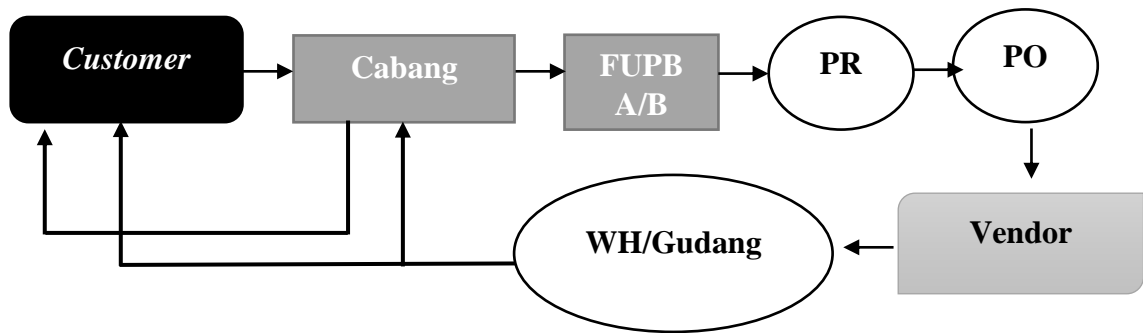 Customer
Cabang
FUPB
A/B
PR
PO
WH/Gudang
Vendor